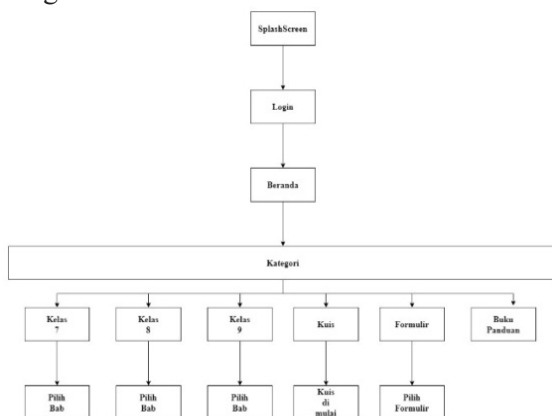 SplashScreen
Login
Beranda
Kategori
Kelas
7
Kelas
8
Kelas
9
Kuis
Formulir
Buku
Panduan
Pilih
Bab
Pilih
Bab
Pilih
Bab
Kuis
di
mulai
Pilih
Formulir